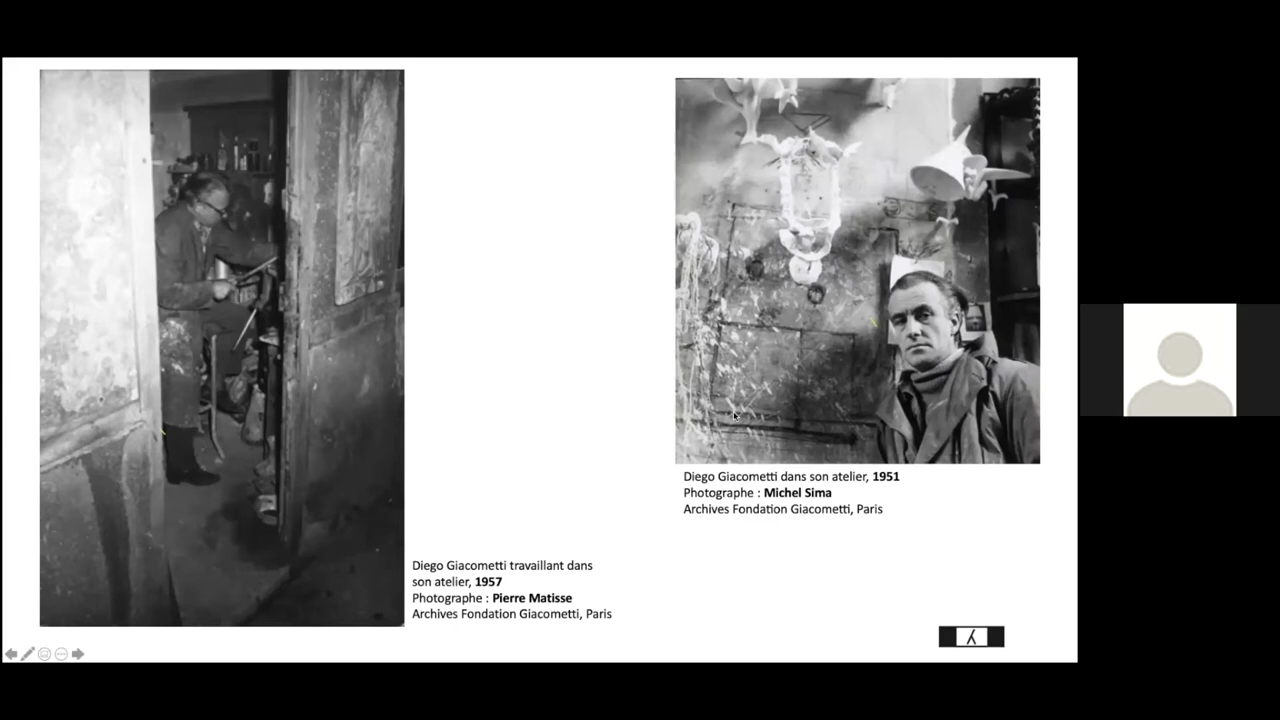 Diego Giacometti travaillant dans
son atelier, 1957
Photographe : Pierre Matisse
Archives Fondation Giacometti, Paris
Diego Giacometti dans son atelier, 1951
Photographe : Michel Sima
Archives Fondation Giacometti, Paris